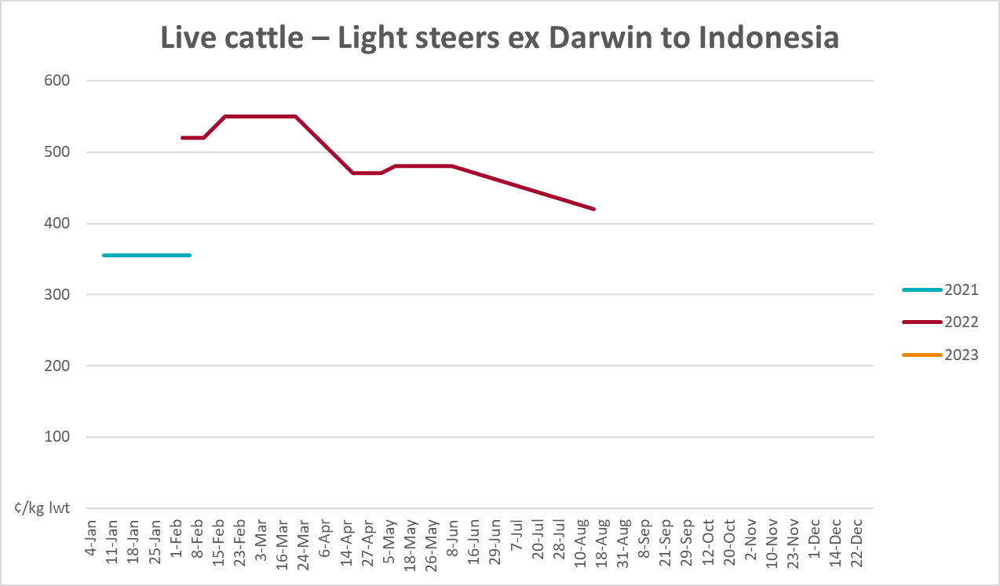 Live cattle – Light steers ex Darwin to Indonesia
600
500
400
300
200
100
¢/kg lwt
4-Jan
11-Jan
18-Jan
25-Jan
1-Feb
8-Feb
15-Feb
23-Feb
3-Mar
16-Mar
24-Mar
6-Apr
14-Apr
27-Apr
5-May
18-May
26-May
8-Jun
16-Jun
29-Jun
7-Jul
20-Jul
28-Jul
10-Aug
18-Aug
31-Aug
8-Sep
21-Sep
29-Sep
12-Oct
20-Oct
2-Nov
10-Nov
23-Nov
1-Dec
14-Dec
22-Dec
2021
2022
2023